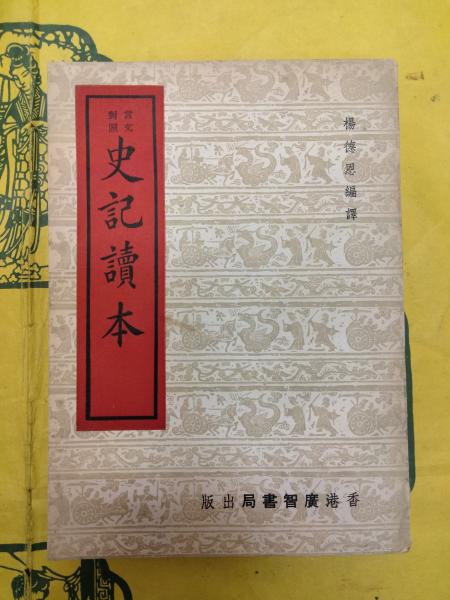 楊德恩編譯
言文對照
史記讀本
香港廣智書局出版